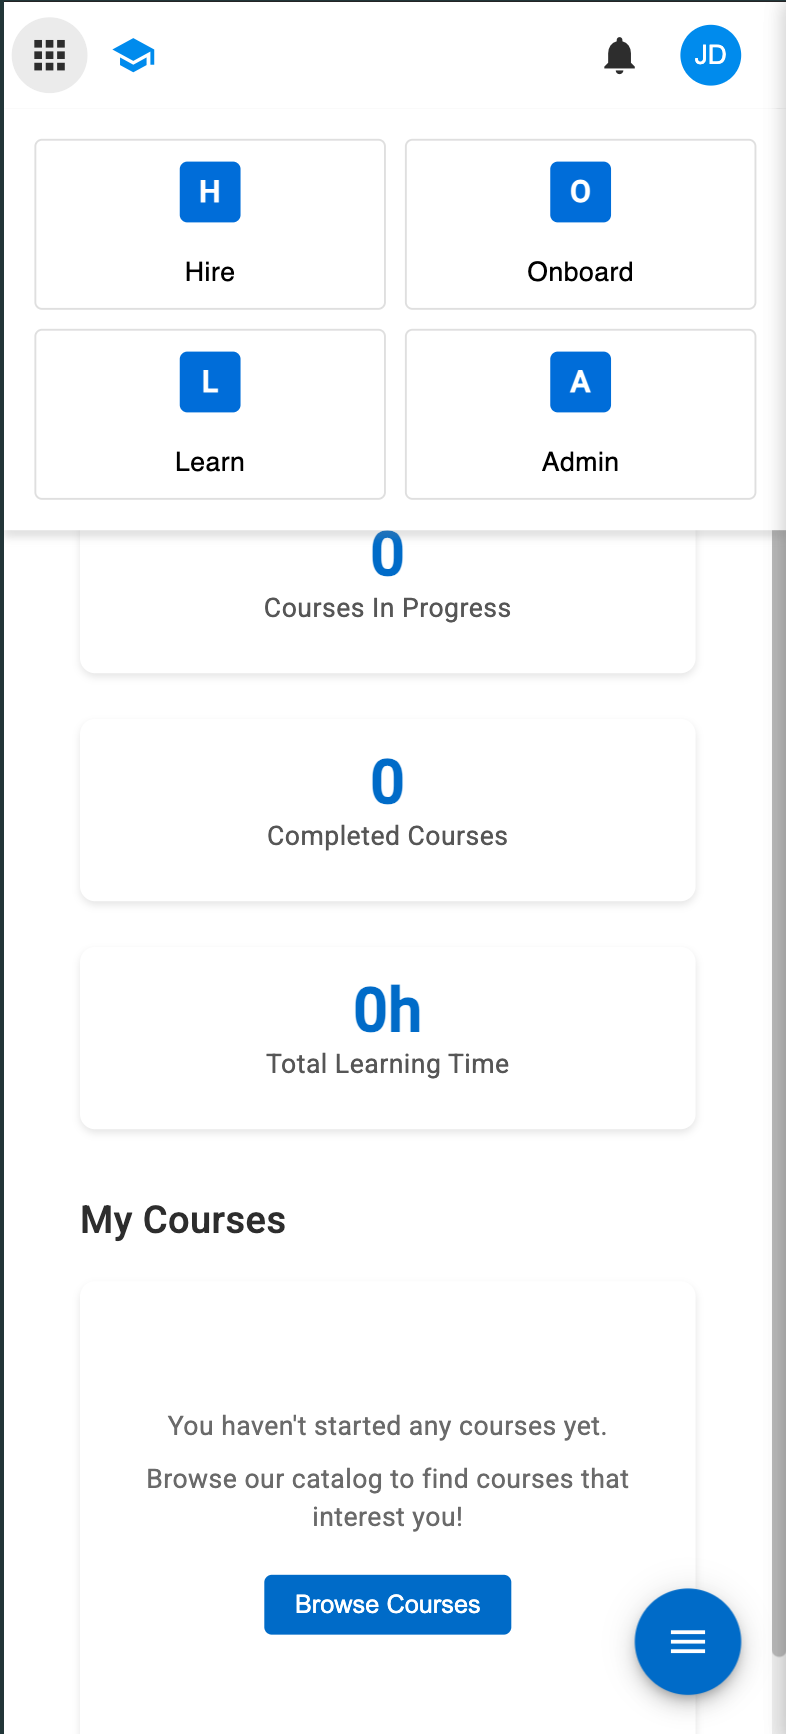 JD
H
O
Hire
Onboard
L
A
Learn
Admin
0
Courses In Progress
0
Completed Courses
0h
Total Learning Time
My Courses
You haven't started any courses yet.
Browse our catalog to find courses that
interest you!
Browse Courses